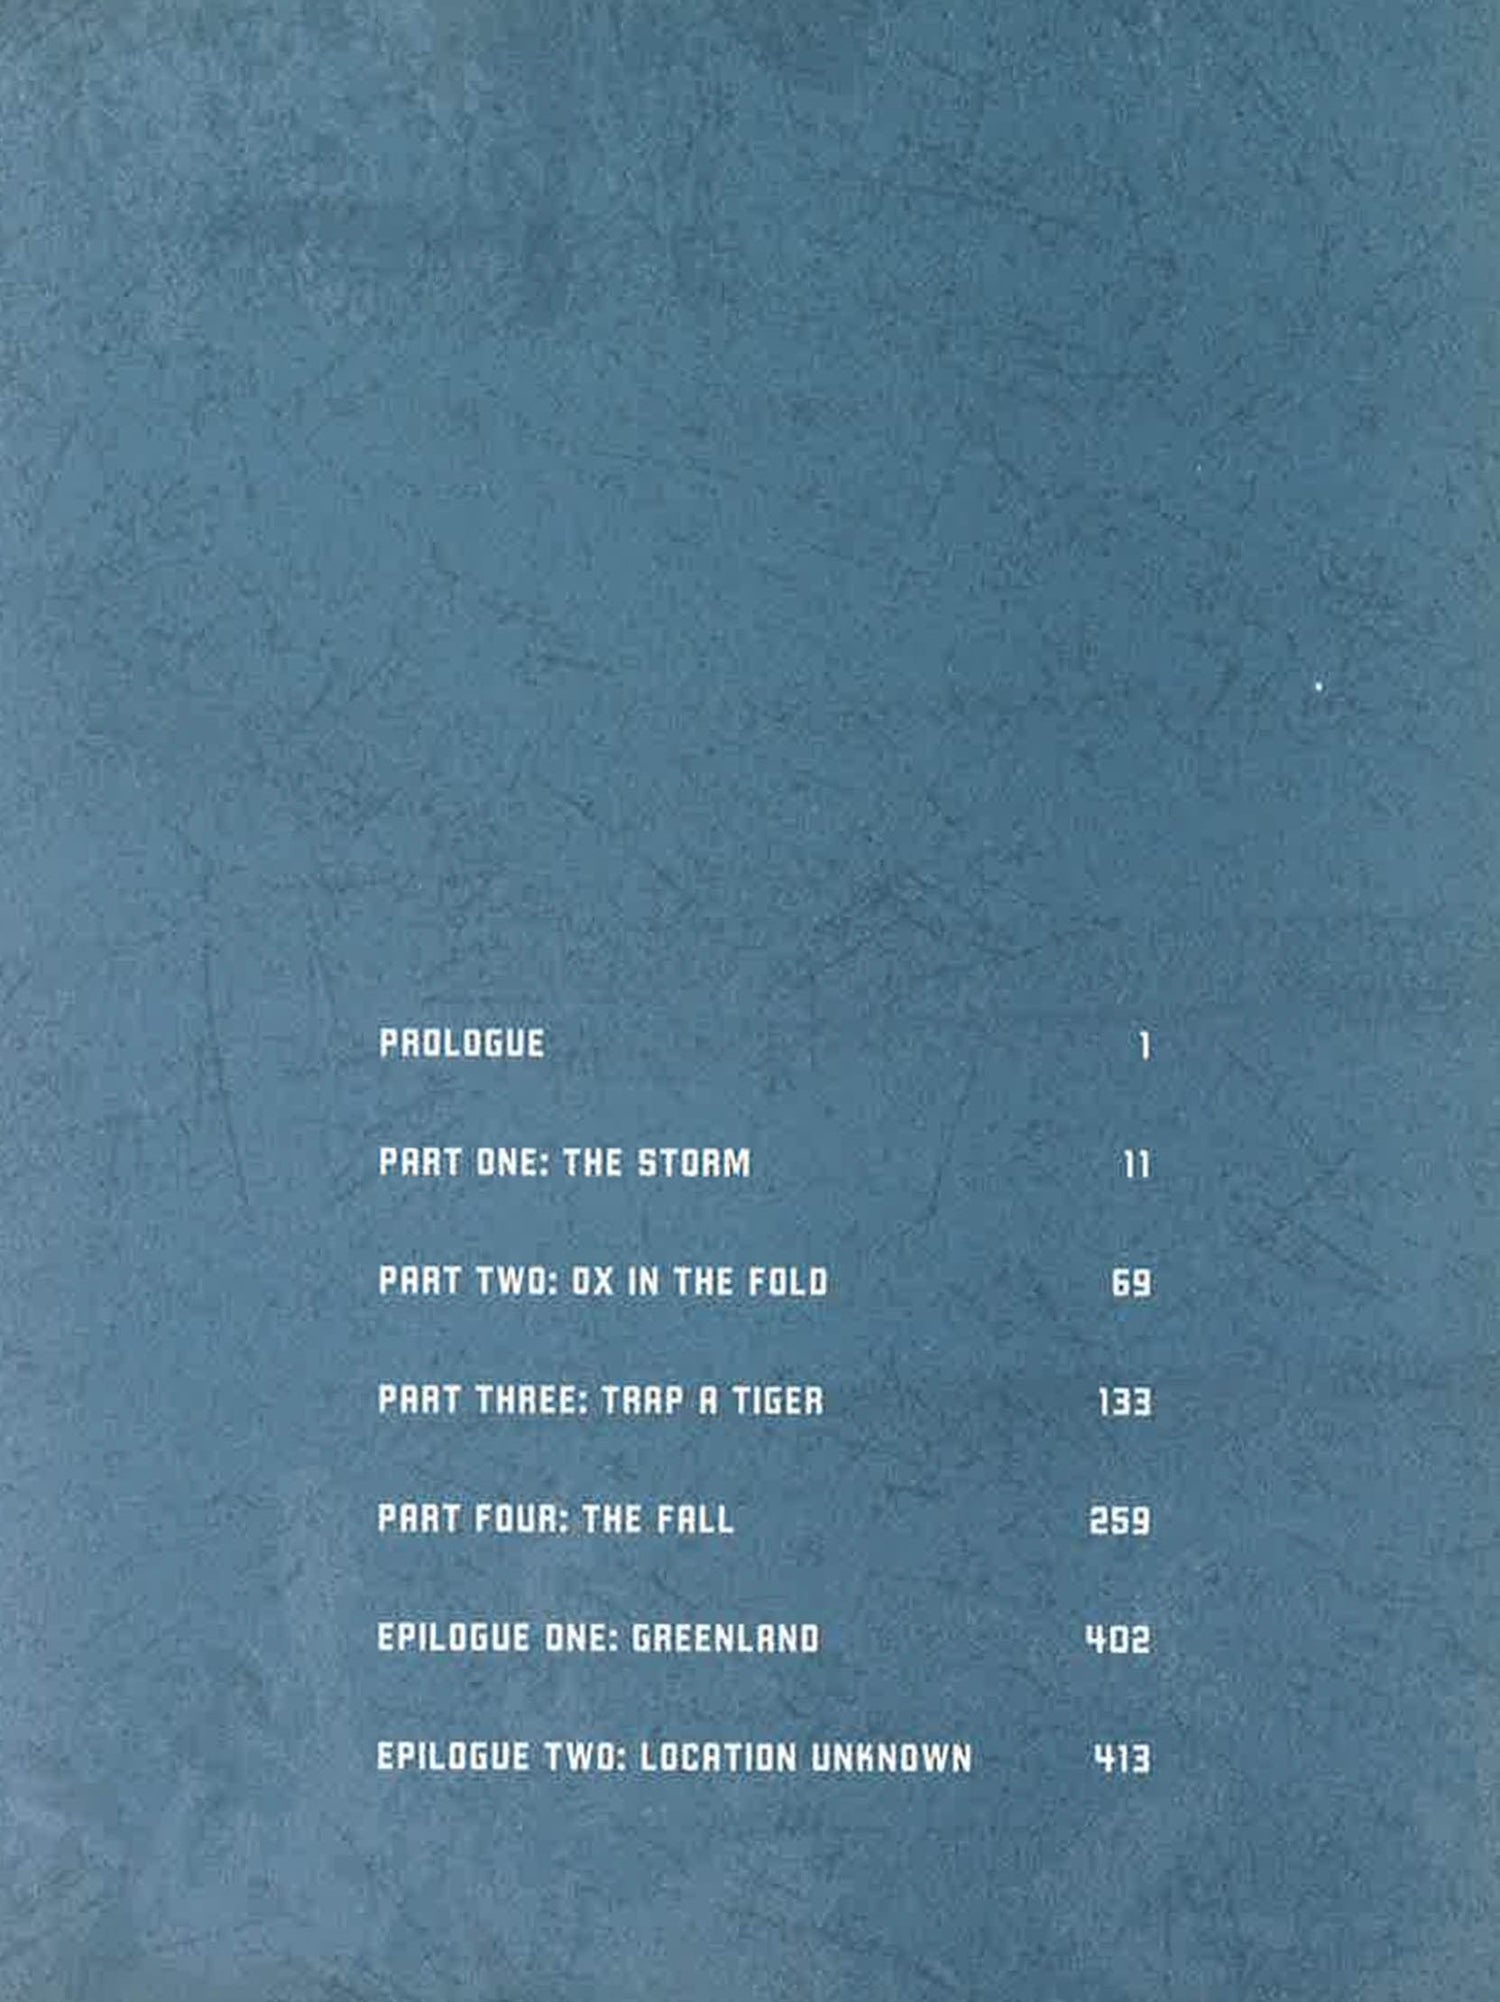 PROLOGUE 1
PART ONE: THE STORM 11
PART TWO: OX IN THE FOLD 69
PART THREE: TRAP A TIGER 133
PART FOUR: THE FALL 259
EPILOGUE ONE: GREENLAND 402
EPILOGUE TWO: LOCATION UNKNOWN 413